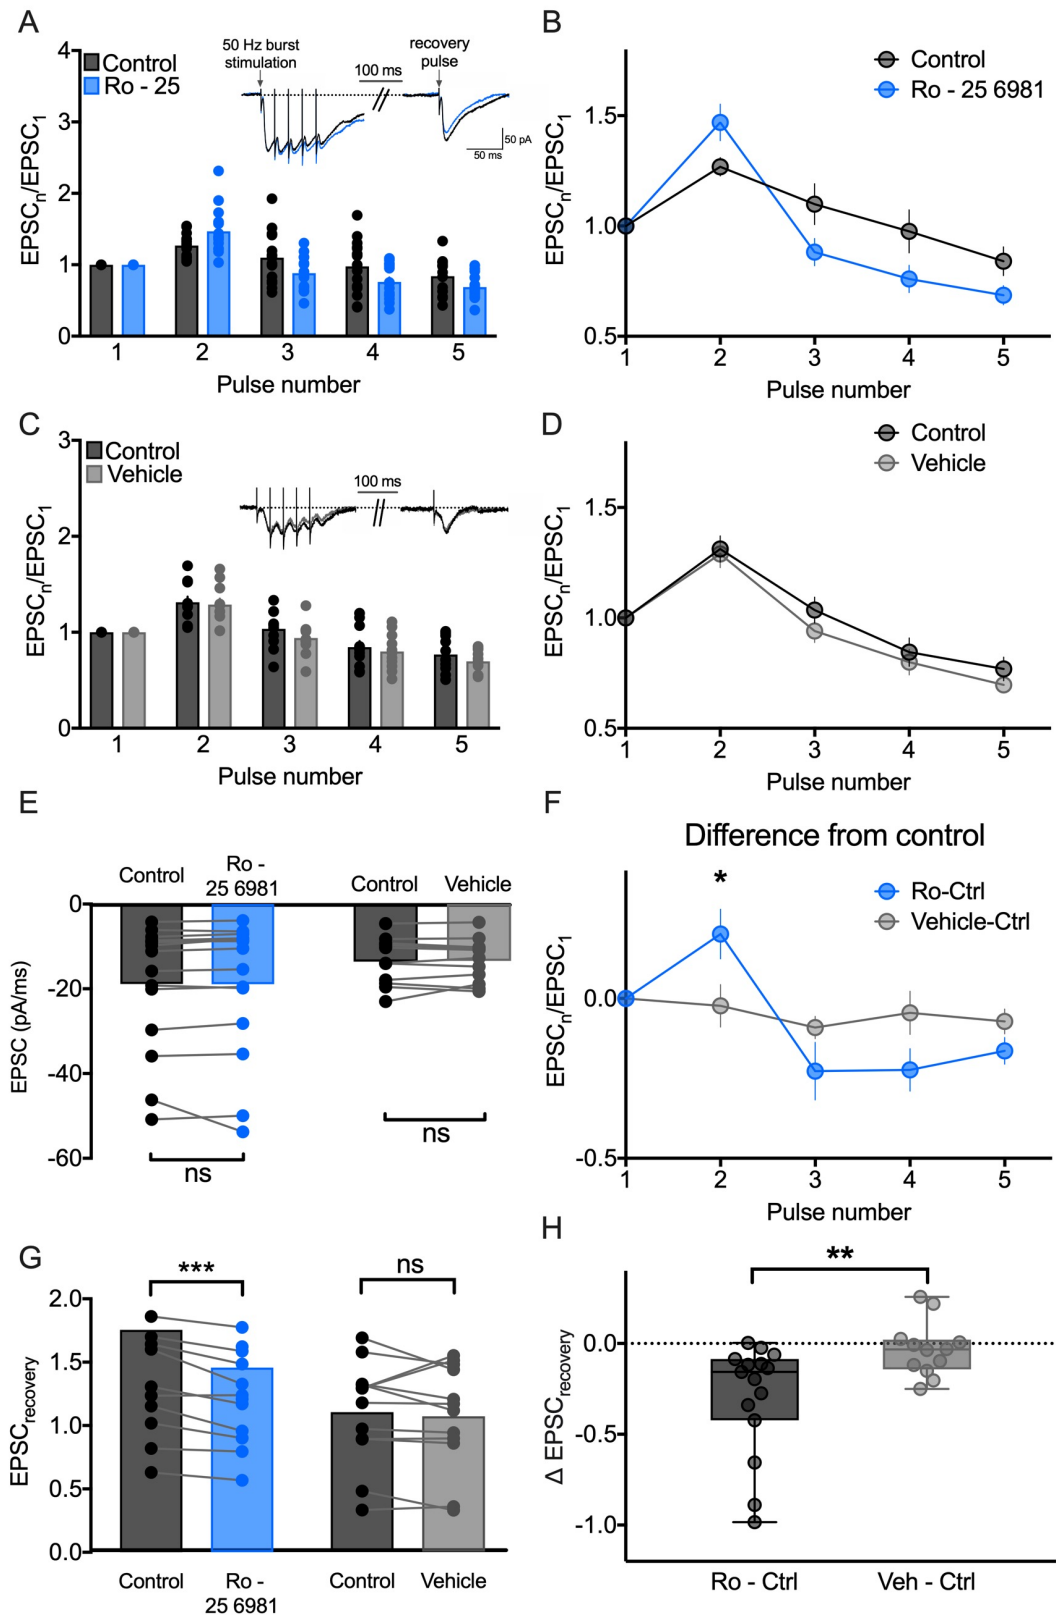 A
4
3
2
1
0
EPSCn/EPSC1
Control
Ro - 25
50 Hz burst
stimulation
100 ms
recovery
pulse
50 pA
50 ms
1 2 3 4 5
Pulse number
B
1.5
1.0
0.5
EPSCn/EPSC1
Control
Ro - 25 6981
1 2 3 4 5
Pulse number
C
3
2
1
0
EPSCn/EPSC1
Control
Vehicle
100 ms
1 2 3 4 5
Pulse number
D
1.5
1.0
0.5
EPSCn/EPSC1
Control
Vehicle
1 2 3 4 5
Pulse number
E
0
-20
-40
-60
EPSC (pA/ms)
Control
Ro -
25 6981
Control
Vehicle
ns
ns
F
Difference from control
*
0.0
-0.5
EPSCn/EPSC1
Ro-Ctrl
Vehicle-Ctrl
1 2 3 4 5
Pulse number
G
2.0
1.5
1.0
0.5
0.0
EPSCrecovery
***
ns
Control
Ro -
25 6981
Control
Vehicle
H
**
0.0
-0.5
-1.0
Δ EPSCrecovery
Ro - Ctrl
Veh - Ctrl